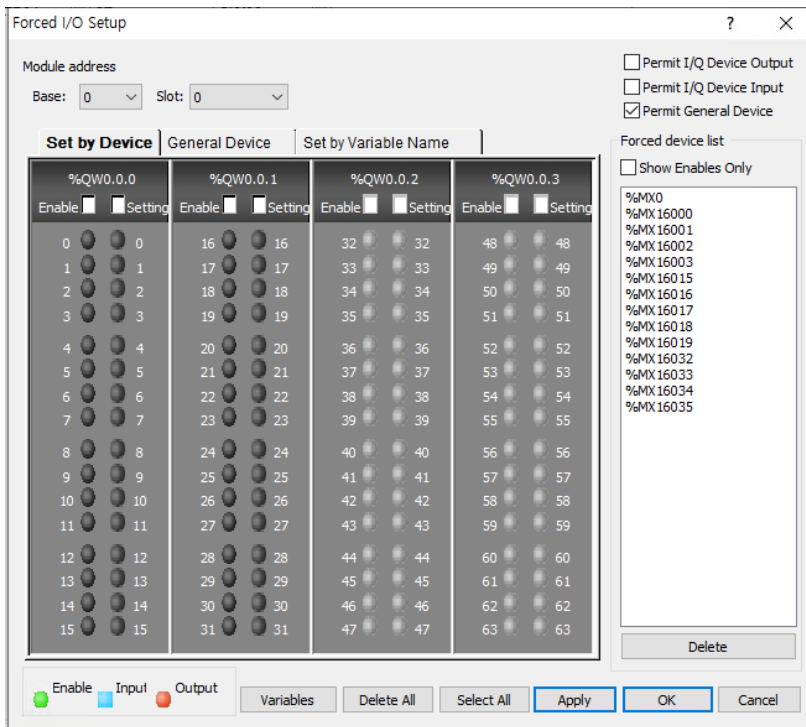 Forced I/O Setup ? ×
Module address
Base: 0 Slot: 0
Permit I/Q Device Output
Permit I/Q Device Input
Permit General Device
Set by Device General Device Set by Variable Name
%QW0.0.0 %QW0.0.1 %QW0.0.2 %QW0.0.3
Enable Setting Enable Setting Enable Setting Enable Setting
0 0 16 16 32 32 48 48
1 1 17 17 33 33 49 49
2 2 18 18 34 34 50 50
3 3 19 19 35 35 51 51
4 4 20 20 36 36 52 52
5 5 21 21 37 37 53 53
6 6 22 22 38 38 54 54
7 7 23 23 39 39 55 55
8 8 24 24 40 40 56 56
9 9 25 25 41 41 57 57
10 10 26 26 42 42 58 58
11 11 27 27 43 43 59 59
12 12 28 28 44 44 60 60
13 13 29 29 45 45 61 61
14 14 30 30 46 46 62 62
15 15 31 31 47 47 63 63
Forced device list
Show Enables Only
%MX0
%MX16000
%MX16001
%MX16002
%MX16003
%MX16015
%MX16016
%MX16017
%MX16018
%MX16019
%MX16032
%MX16033
%MX16034
%MX16035
Delete
Enable Input Output
Variables Delete All Select All Apply OK Cancel